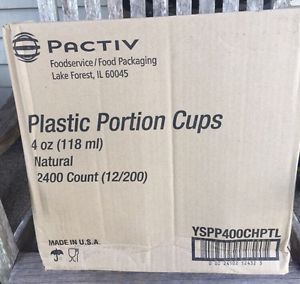 PACTIV
Foodservice/Food Packaging
Lake Forest, IL 60045
Plastic Portion Cups
4 oz (118 ml)
Natural
2400 Count (12/200)
YSPP400CHPTL
MADE IN U.S.A.